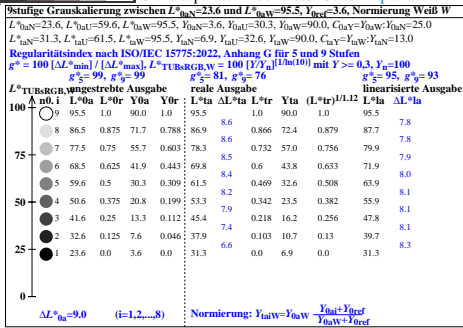 9stufige Grauskalierung zwischen L*0aN=23.6 und L*0aW=95.5, Y0ref=3.6, Normierung Weiß W
L*0aN=23.6, L*0aU=59.6, L*0aW=95.5, Y0aN=3.6, Y0aU=30.3, Y0aW=90.0, C0aY=Y0aW:Y0aN=25.0
L*taN=31.3, L*taU=61.5, L*taW=95.5, YtaN=6.9, YtaU=32.6, YtaW=90.0, CtaY=YtaW:YtaN=13.0
Regularitätsindex nach ISO/IEC 15775:2022, Anhang G für 5 und 9 Stufen
g* = 100 [ΔL*min] / [ΔL*max], L*TUBsRGB,W = 100 [Y/Yn]^[1/ln(10)] mit Y >= 0,3, Yn=100
g*5= 99, g*9= 99 g*5= 81, g*9= 76 g*5= 95, g*9= 93
L*TUBsRGB,W angestrebte Ausgabe reale Ausgabe linearisierte Ausgabe
n0. i L*0a L*0r Y0a Y0r L*ta ΔL*ta L*tr Yta (L*tr)^1/1.12 L*la ΔL*la
100 9 95.5 1.0 90.0 1.0 95.5 1.0 90.0 1.0 95.5
8.6 7.8
8 86.5 0.875 71.7 0.788 86.9 0.866 72.4 0.879 87.7
8.6 7.8
75 7 77.5 0.75 55.7 0.603 78.3 0.732 57.0 0.756 79.9
8.5 7.9
6 68.5 0.625 41.9 0.443 69.8 0.6 43.8 0.633 71.9
8.4 8.0
5 59.6 0.5 30.3 0.309 61.5 0.469 32.6 0.508 63.9
8.2 8.1
50 4 50.6 0.375 20.8 0.199 53.3 0.342 23.5 0.382 55.9
7.9 8.1
3 41.6 0.25 13.3 0.112 45.4 0.218 16.2 0.256 47.8
7.4 8.1
2 32.6 0.125 7.6 0.046 37.9 0.103 10.7 0.13 39.7
6.6 8.3
25 1 23.6 0.0 3.6 0.0 31.3 0.0 6.9 0.0 31.3
0
ΔL*0a=9.0 (i=1,2,...,8) Normierung: YtaiW=Y0aW (Y0ai+Y0ref)/(Y0aW+Y0ref)